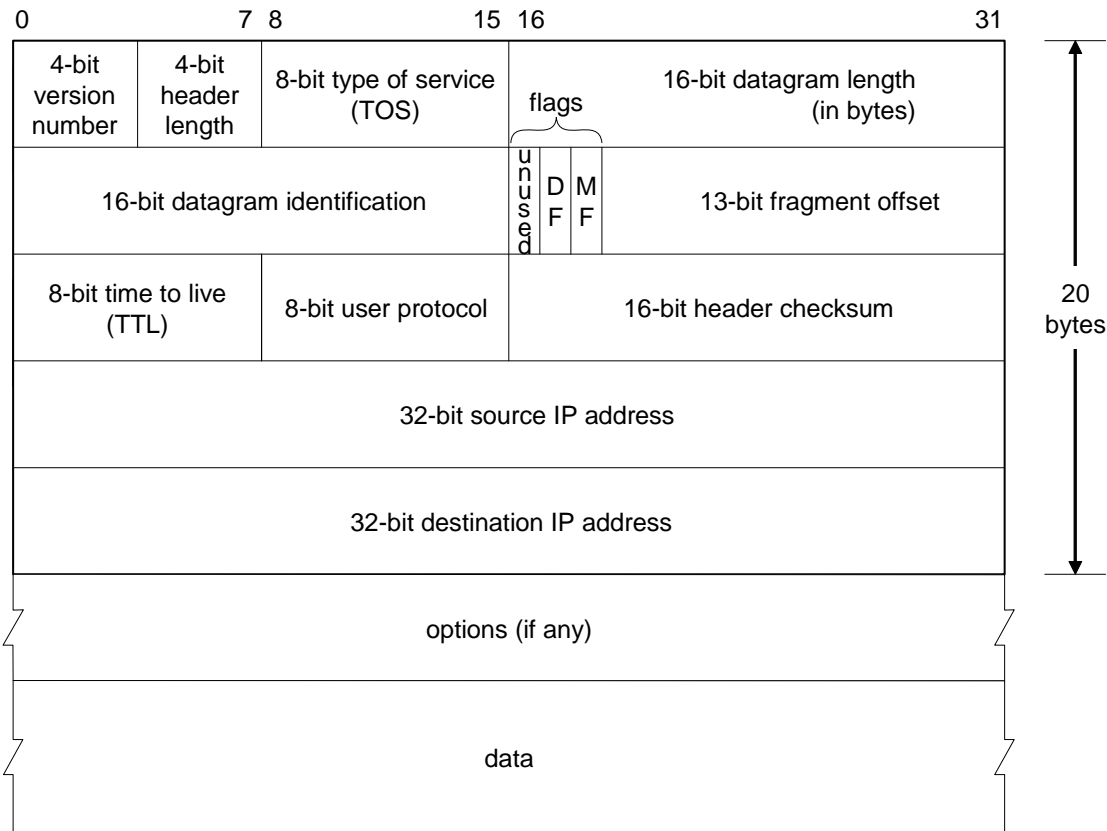 0 7 8 15 16 31
4-bit
version
number
4-bit
header
length
8-bit type of service
(TOS)
16-bit datagram length
(in bytes)
flags
16-bit datagram identification
unused
D
F
M
F
13-bit fragment offset
8-bit time to live
(TTL)
8-bit user protocol
16-bit header checksum
20
bytes
32-bit source IP address
32-bit destination IP address
options (if any)
data